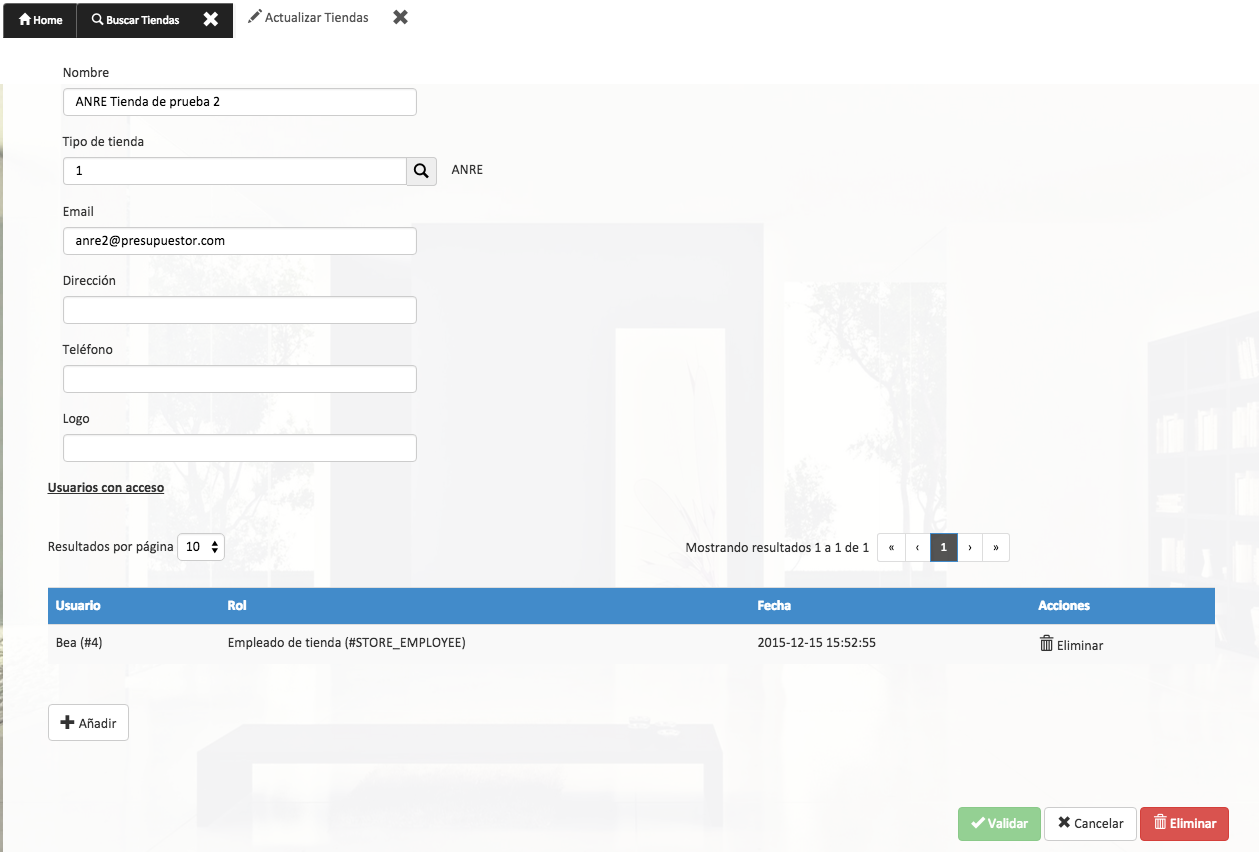 Home Buscar Tiendas Actualizar Tiendas
Nombre
ANRE Tienda de prueba 2
Tipo de tienda
1 ANRE
Email
anre2@presupuestor.com
Dirección
Teléfono
Logo
Usuarios con acceso
Resultados por página 10 Mostrando resultados 1 a 1 de 1 « ‹ 1 › »
Usuario Rol Fecha Acciones
Bea (#4) Empleado de tienda (#STORE_EMPLOYEE) 2015-12-15 15:52:55 Eliminar
Añadir
Validar Cancelar Eliminar